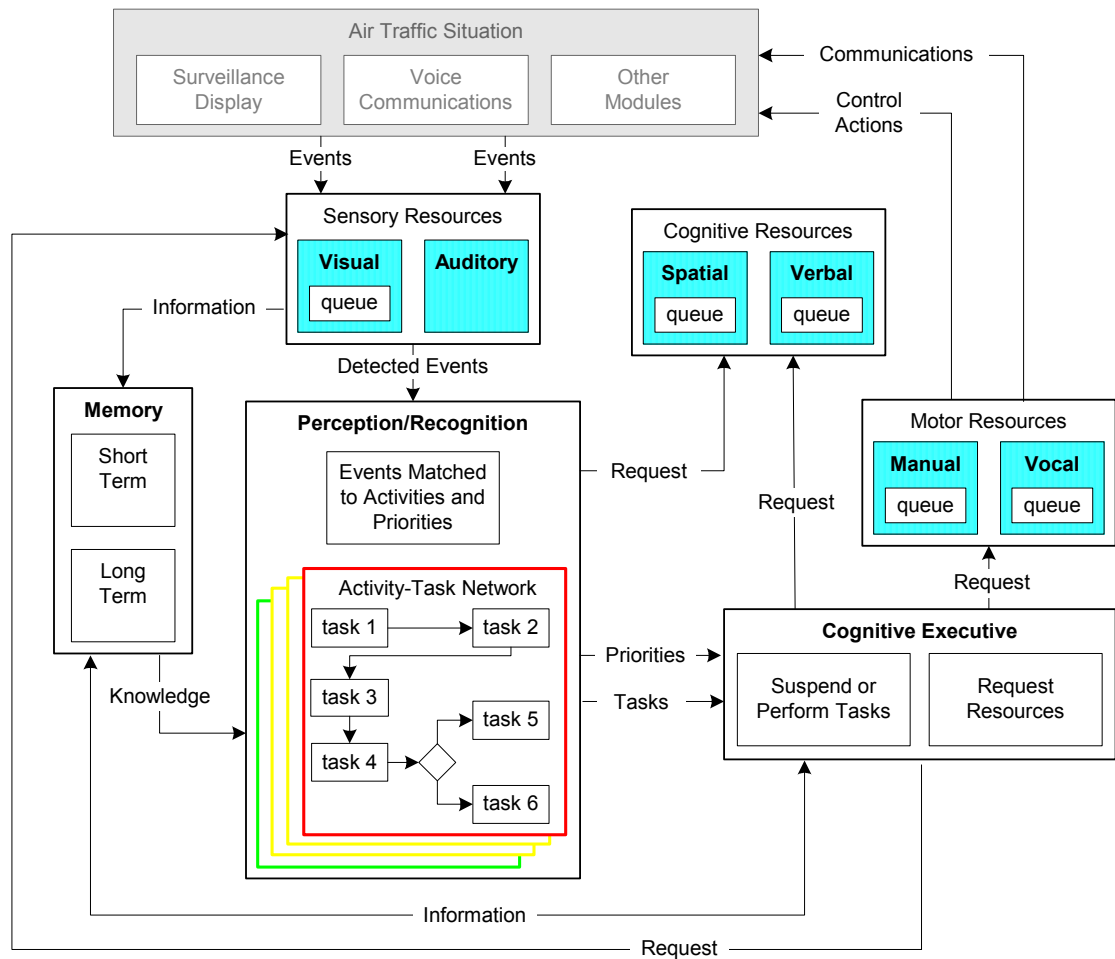 Air Traffic Situation
Surveillance
Display
Voice
Communications
Other
Modules
Communications
Control
Actions
Events
Events
Sensory Resources
Visual
queue
Auditory
Cognitive Resources
Spatial
queue
Verbal
queue
Information
Detected Events
Memory
Short
Term
Long
Term
Perception/Recognition
Events Matched
to Activities and
Priorities
Request
Request
Motor Resources
Manual
queue
Vocal
queue
Request
Activity-Task Network
task 1
task 2
task 3
task 4
task 5
task 6
Knowledge
Priorities
Tasks
Cognitive Executive
Suspend or
Perform Tasks
Request
Resources
Information
Request